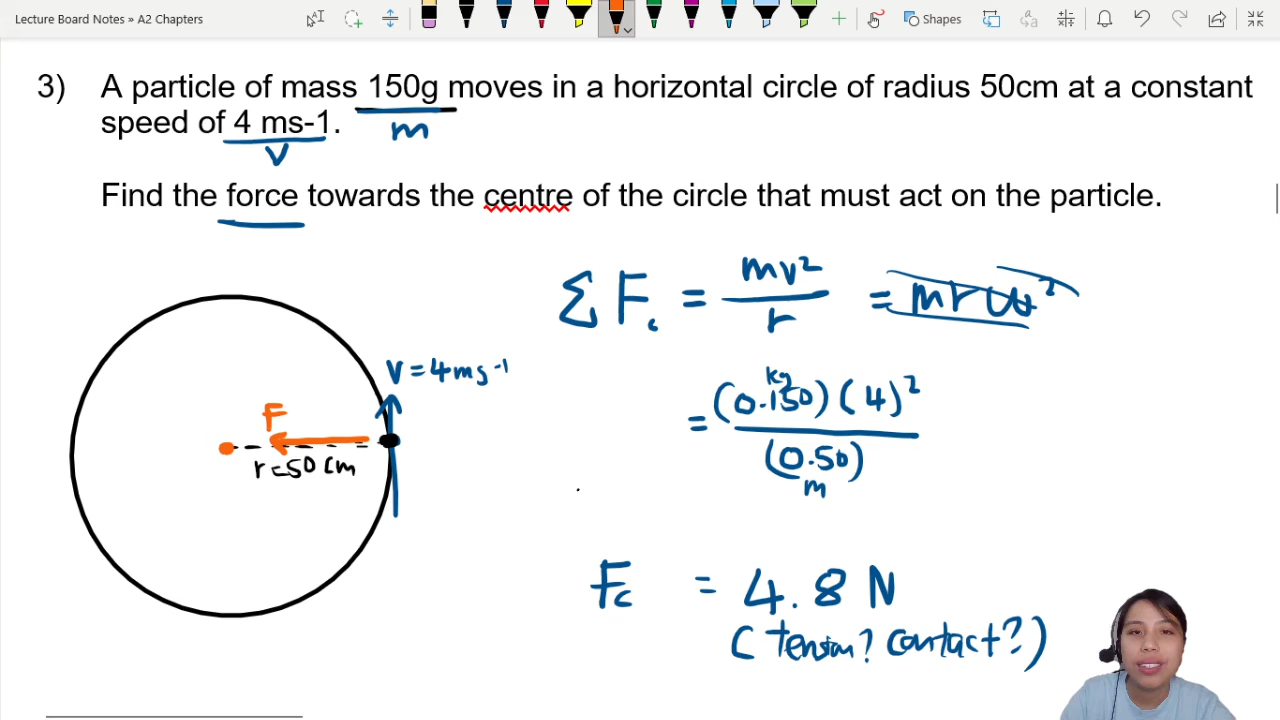 Lecture Board Notes » A2 Chapters
Shapes
3) A particle of mass 150g moves in a horizontal circle of radius 50cm at a constant
speed of 4 ms-1.
m
v
Find the force towards the centre of the circle that must act on the particle.
ΣFc = mv²/r = mrω²
v = 4ms⁻¹
F
r=50cm
= (0.150)(4)²/(0.50)
kg
m
Fc = 4.8 N
(tension? contact?)